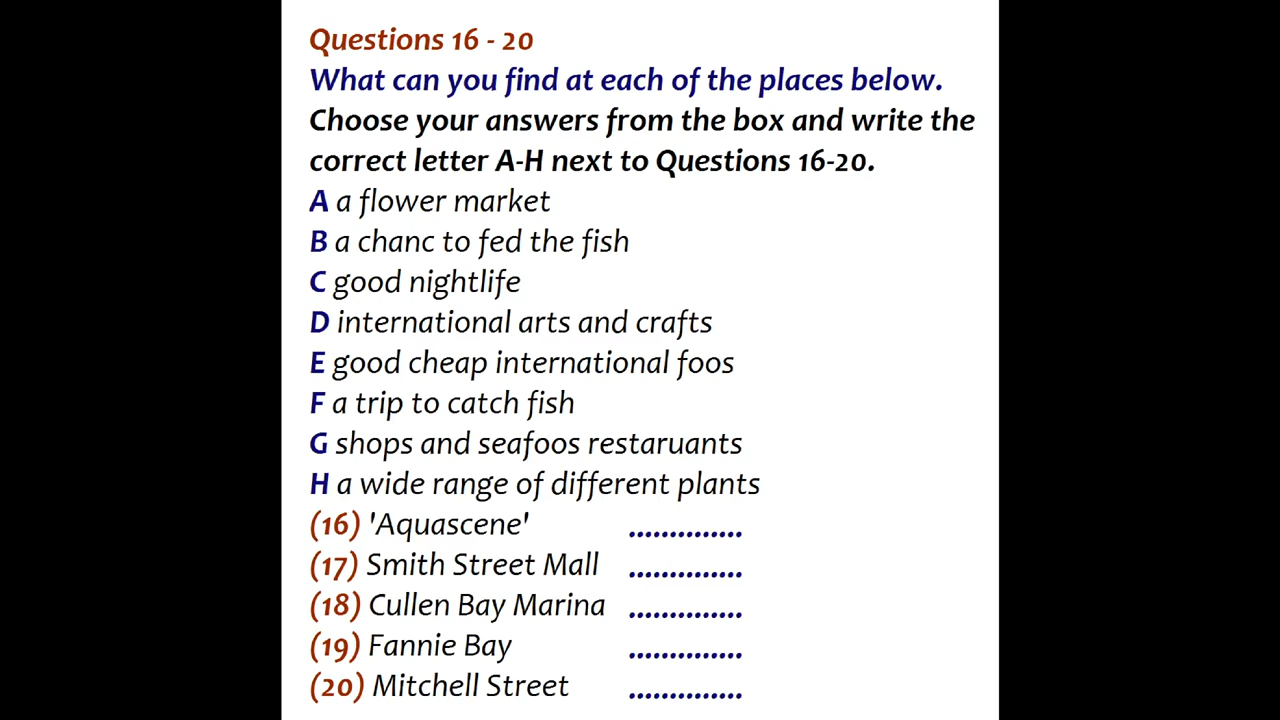 Questions 16 - 20
What can you find at each of the places below.
Choose your answers from the box and write the
correct letter A-H next to Questions 16-20.
A a flower market
B a chanc to fed the fish
C good nightlife
D international arts and crafts
E good cheap international foos
F a trip to catch fish
G shops and seafoos restaruants
H a wide range of different plants
(16) 'Aquascene' ..............
(17) Smith Street Mall ..............
(18) Cullen Bay Marina ..............
(19) Fannie Bay ..............
(20) Mitchell Street ..............